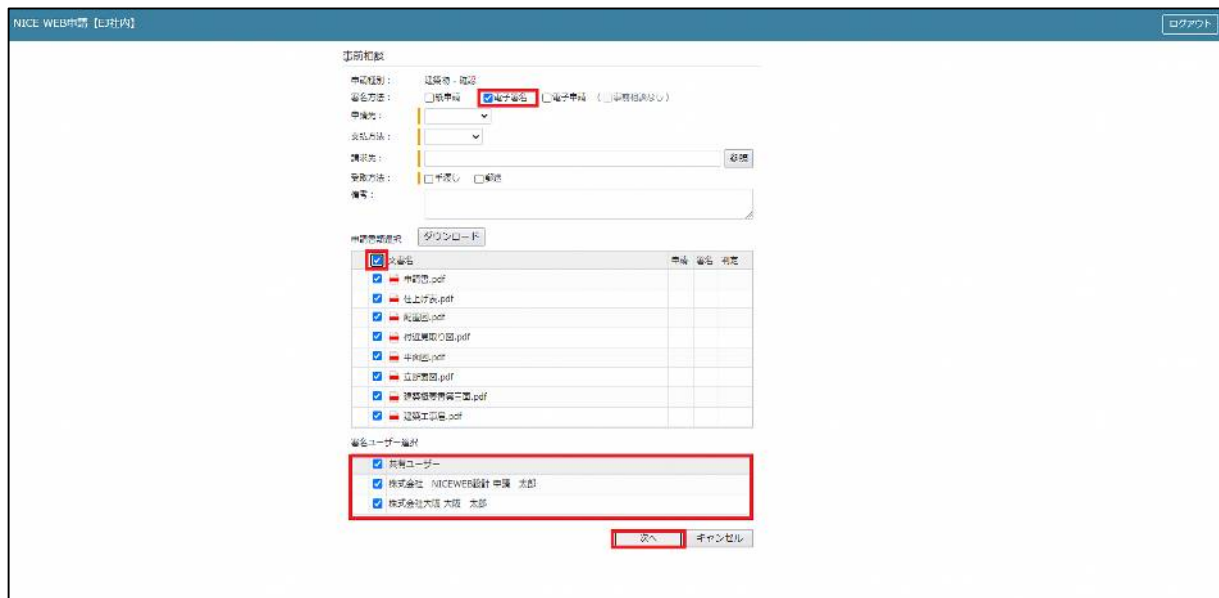 NICE WEB申請【EJ社内】
ログアウト
事前相談
申請種別： 建築物 - 確認
署名方法： 紙申請 電子署名 電子申請 ( 事前相談なし )
申請先：
支払方法：
請求先： 参照
受取方法： 手渡し 郵送
備考：
申請書類選択 ダウンロード
文書名 申請 署名 判定
申請書.pdf
仕上げ表.pdf
配置図.pdf
付近見取り図.pdf
平面図.pdf
立断面図.pdf
建築概要書第三面.pdf
建築工事届.pdf
署名ユーザー選択
共有ユーザー
株式会社 NICEWEB設計 申請 太郎
株式会社大阪 大阪 太郎
次へ キャンセル